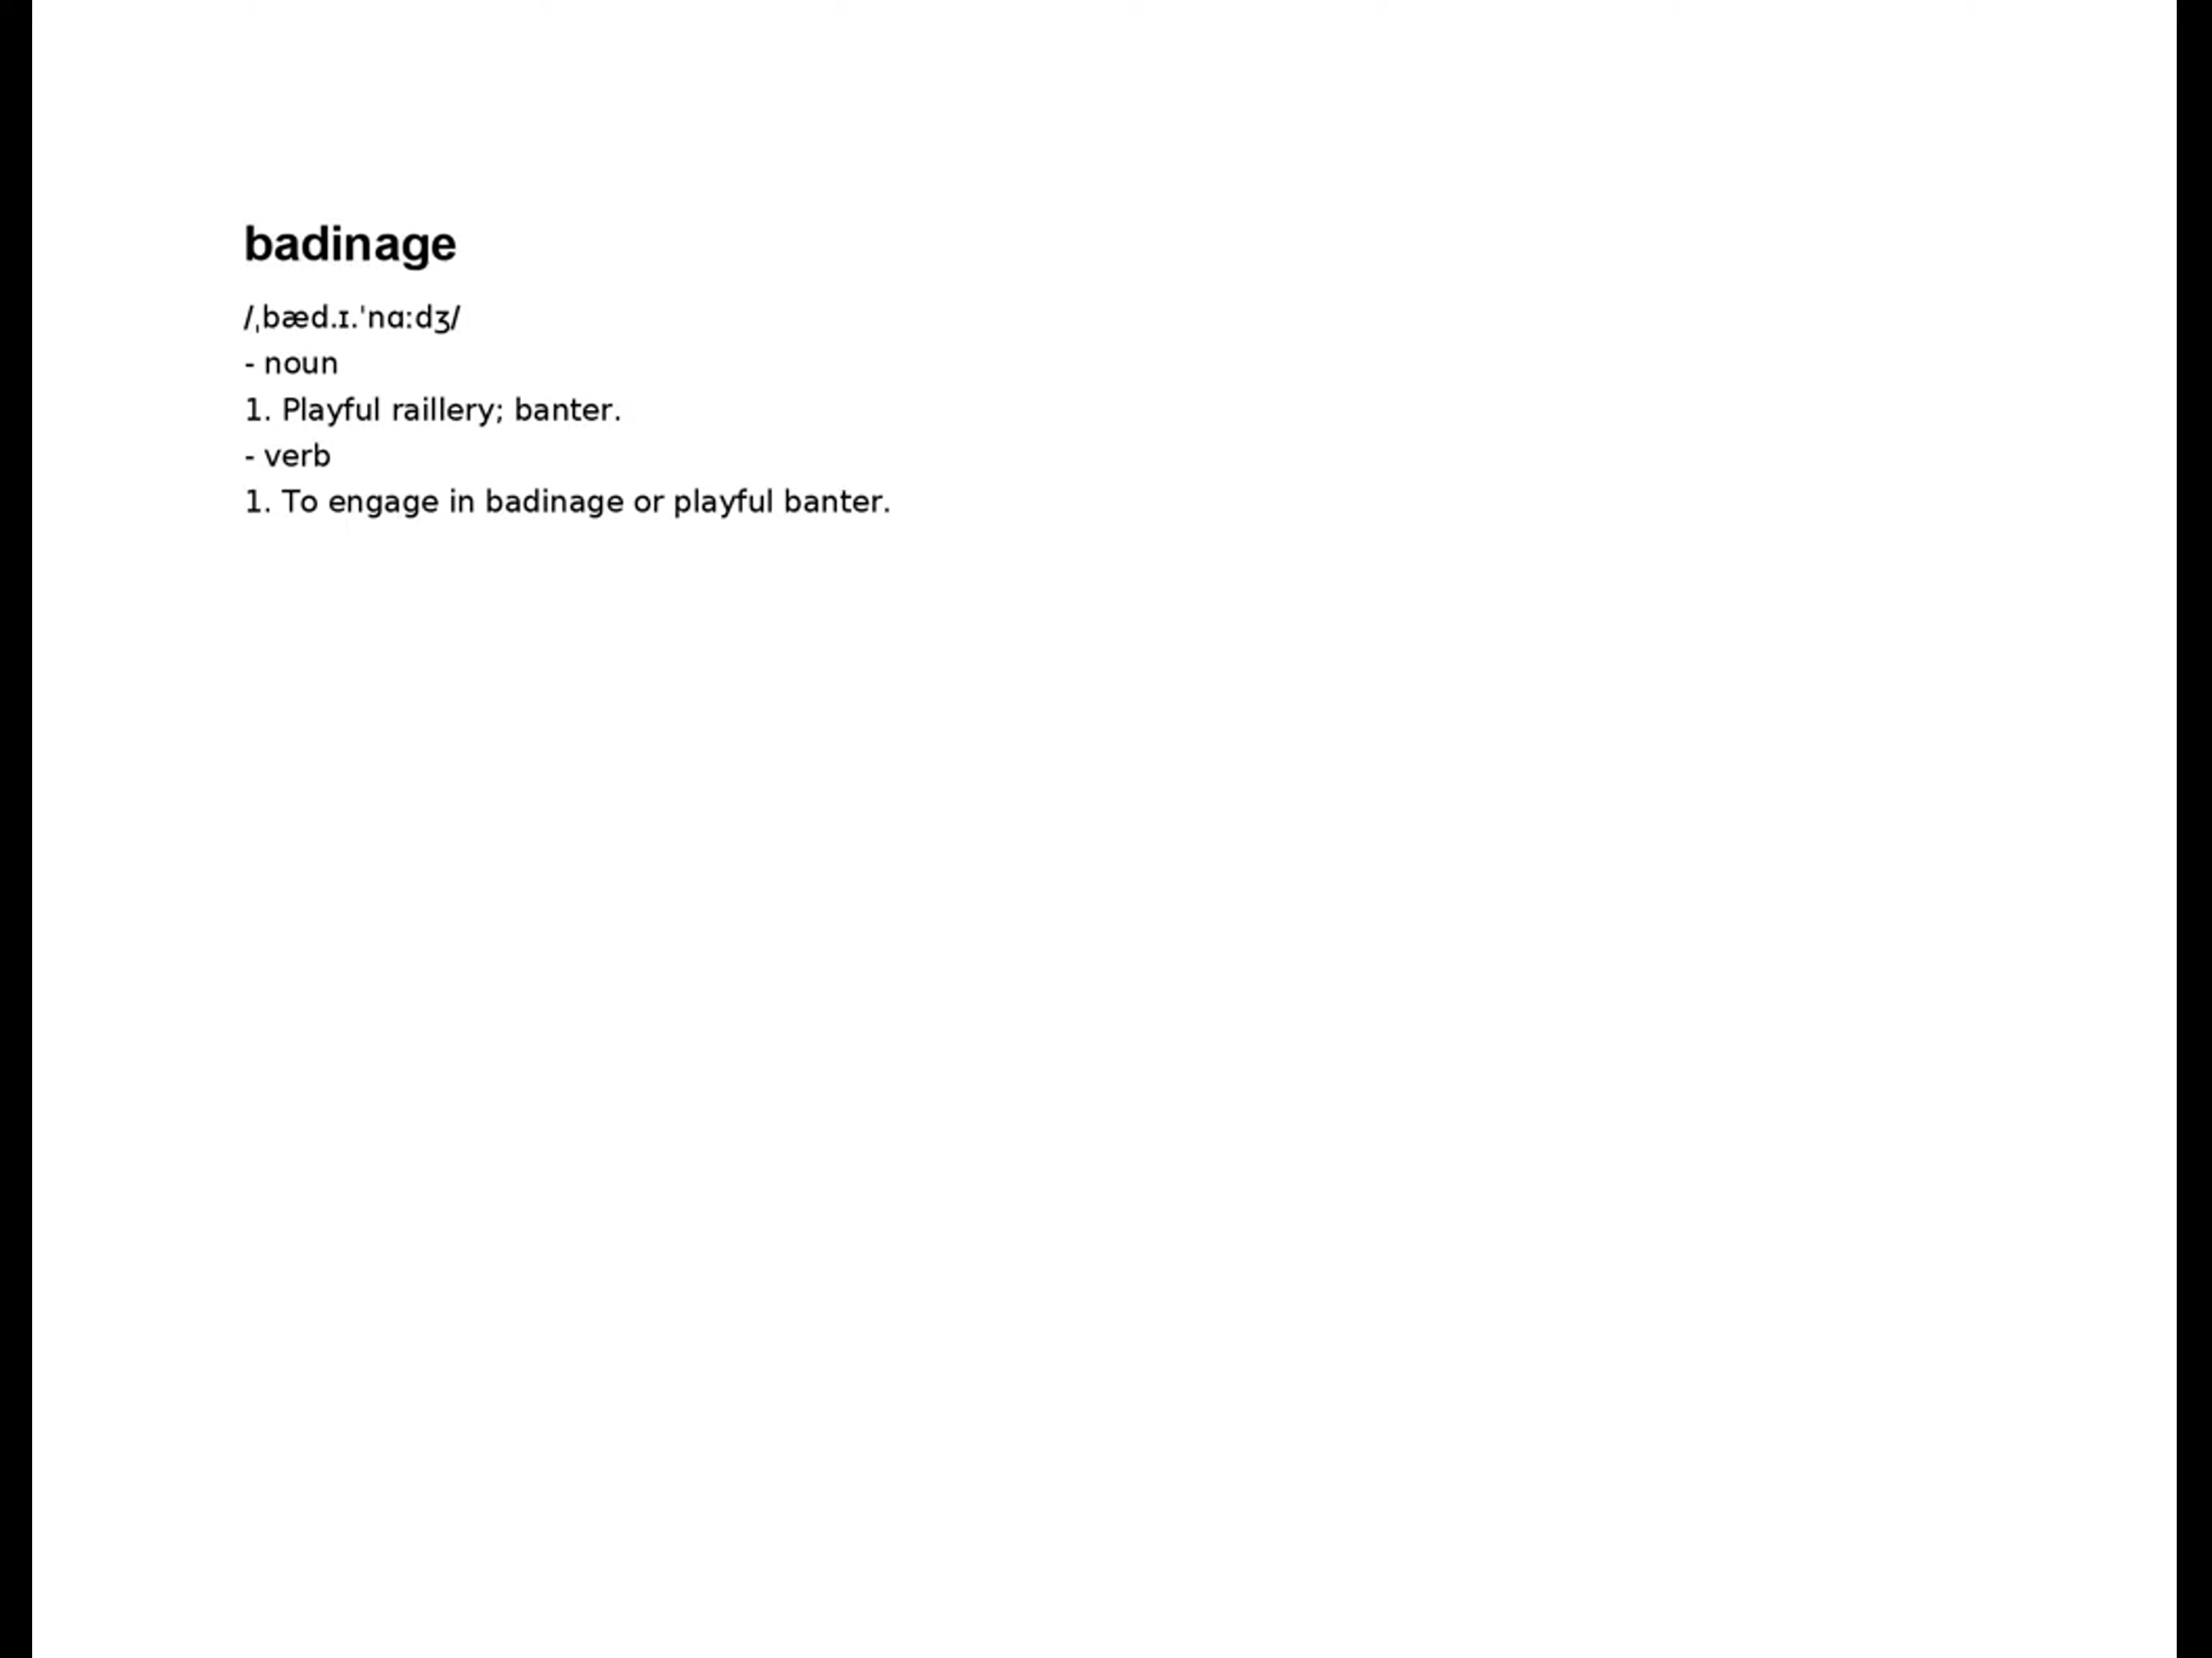 badinage
/ˌbæd.ɪ.ˈnɑːdʒ/
- noun
1. Playful raillery; banter.
- verb
1. To engage in badinage or playful banter.